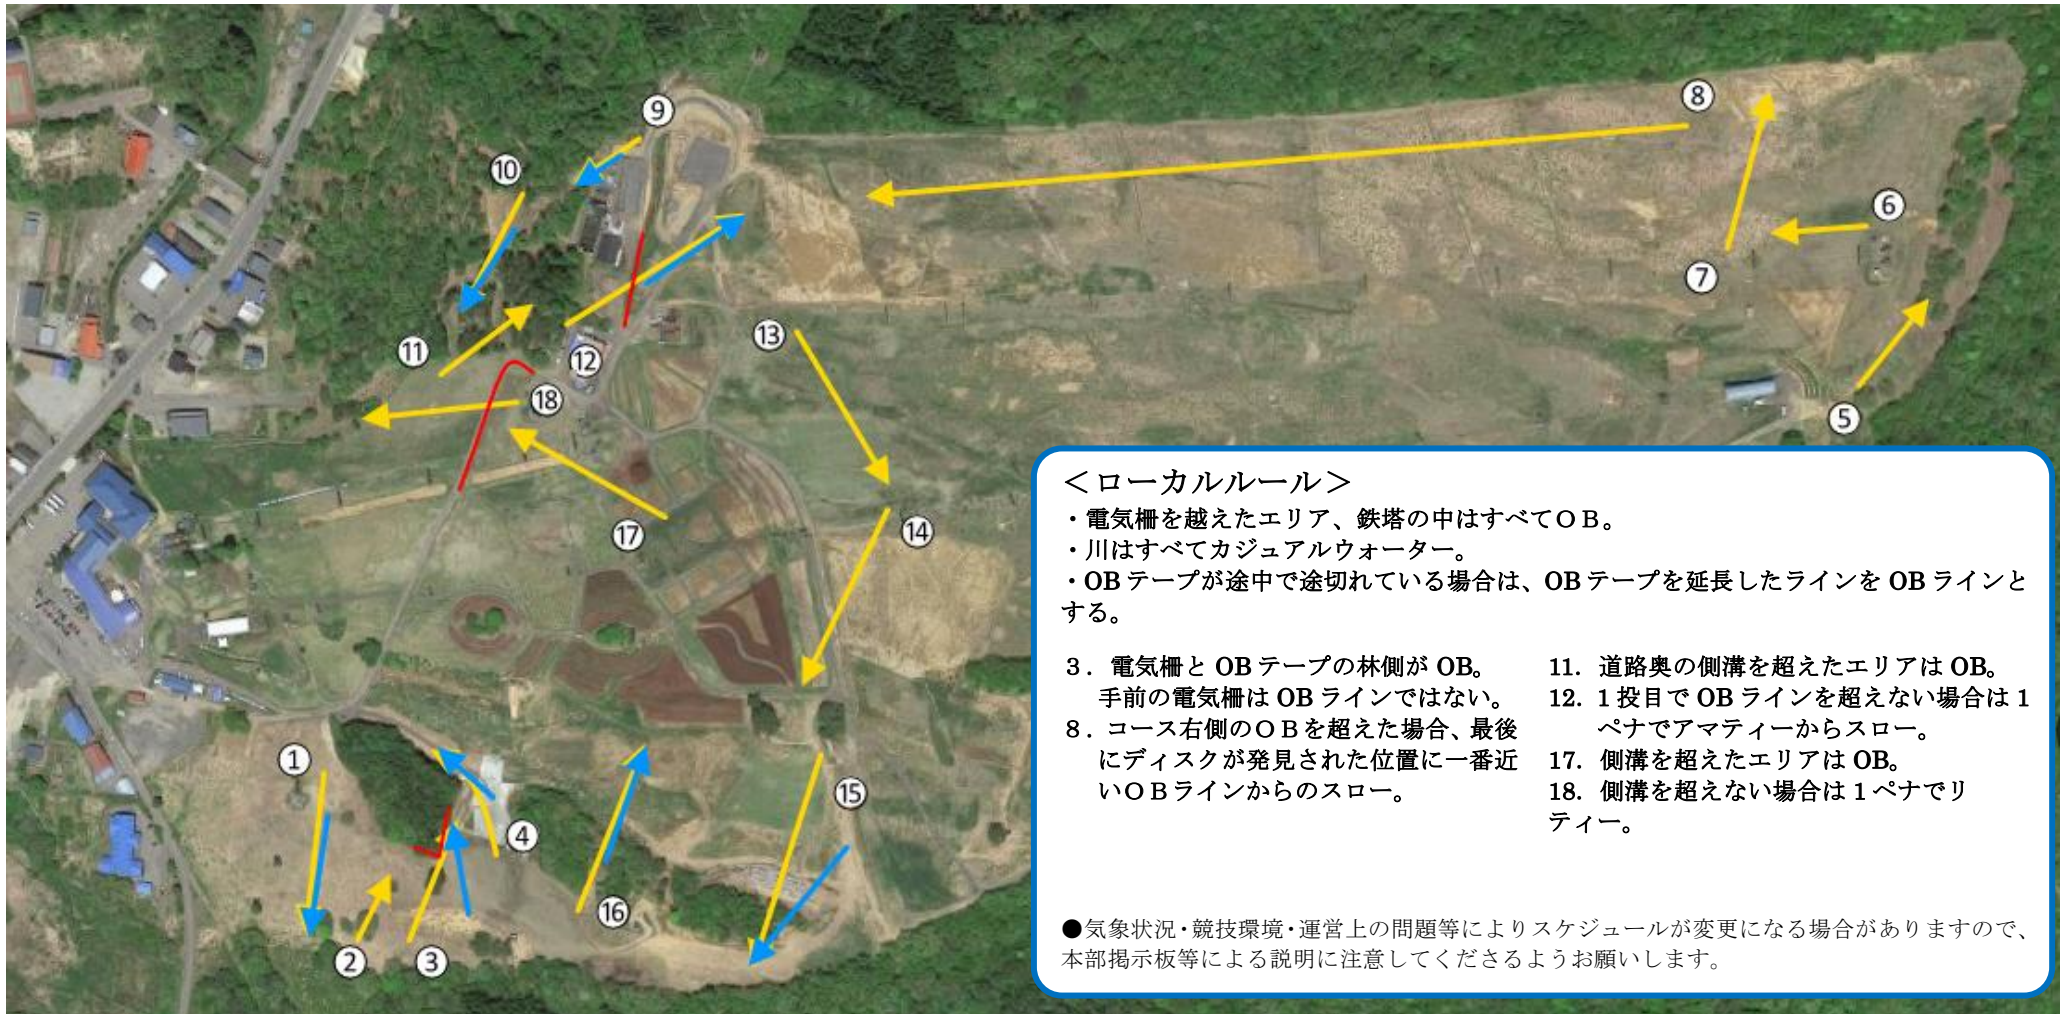 ⑨
⑧
⑩
⑥
⑦
⑬
⑪
⑫
⑱
⑤
⑰
⑭
①
⑮
④
⑯
②
③
＜ローカルルール＞
・電気柵を越えたエリア、鉄塔の中はすべてＯＢ。
・川はすべてカジュアルウォーター。
・OBテープが途中で途切れている場合は、OBテープを延長したラインをOBラインと
する。
３．電気柵とOBテープの林側がOB。
手前の電気柵はOBラインではない。
８．コース右側のＯＢを超えた場合、最後
にディスクが発見された位置に一番近
いＯＢラインからのスロー。
11. 道路奥の側溝を超えたエリアはOB。
12. 1投目でOBラインを超えない場合は1
ペナでアマティーからスロー。
17. 側溝を超えたエリアはOB。
18. 側溝を超えない場合は1ペナでリ
ティー。
●気象状況・競技環境・運営上の問題等によりスケジュールが変更になる場合がありますので、
本部掲示板等による説明に注意してくださるようお願いします。